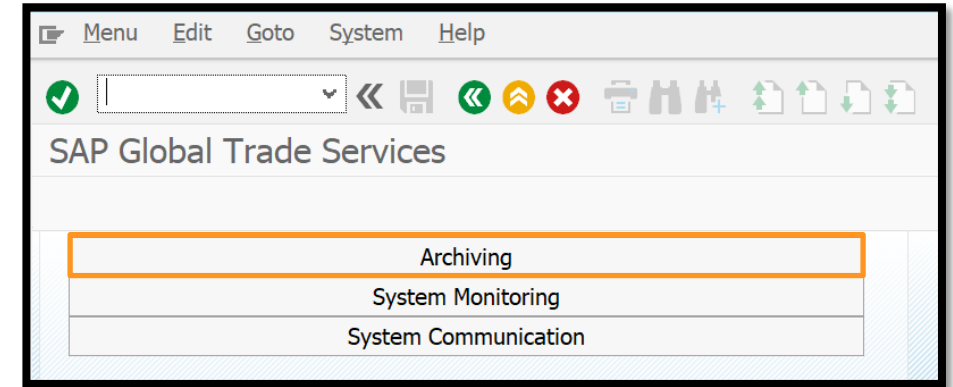 Menu Edit Goto System Help
SAP Global Trade Services
Archiving
System Monitoring
System Communication